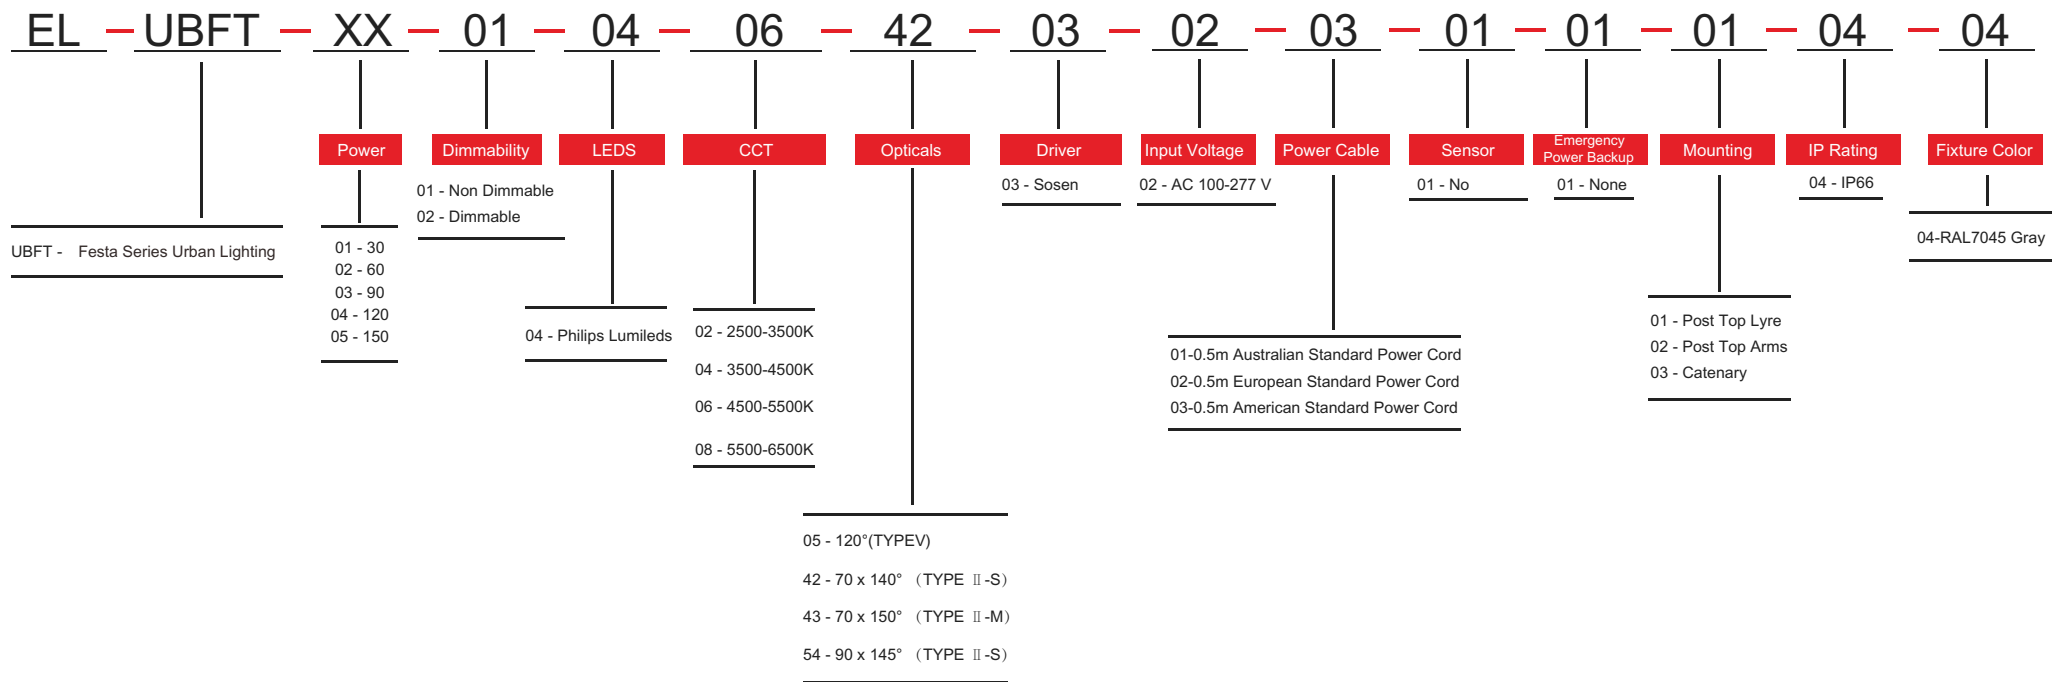 EL — UBFT — XX — 01 — 04 — 06 — 42 — 03 — 02 — 03 — 01 — 01 — 01 — 04 — 04
Power
Dimmability
LEDS
CCT
Opticals
Driver
Input Voltage
Power Cable
Sensor
Emergency
Power Backup
Mounting
IP Rating
Fixture Color
UBFT - Festa Series Urban Lighting
01 - 30
02 - 60
03 - 90
04 - 120
05 - 150
01 - Non Dimmable
02 - Dimmable
04 - Philips Lumileds
02 - 2500-3500K
04 - 3500-4500K
06 - 4500-5500K
08 - 5500-6500K
05 - 120°(TYPEV)
42 - 70 x 140° （TYPE Ⅱ-S）
43 - 70 x 150° （TYPE Ⅱ-M）
54 - 90 x 145° （TYPE Ⅱ-S）
03 - Sosen
02 - AC 100-277 V
01-0.5m Australian Standard Power Cord
02-0.5m European Standard Power Cord
03-0.5m American Standard Power Cord
01 - No
01 - None
01 - Post Top Lyre
02 - Post Top Arms
03 - Catenary
04 - IP66
04-RAL7045 Gray